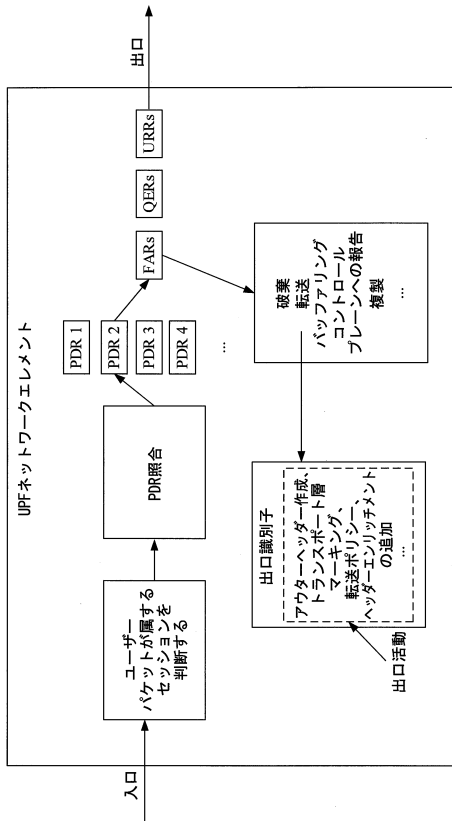 UPFネットワークエレメント
入口
ユーザー
パケットが属する
セッションを
判断する
PDR照合
PDR 1
PDR 2
PDR 3
PDR 4
...
FARs
QERs
URRs
出口
破棄
転送
バッファリング
コントロール
プレーンへの報告
複製
...
出口識別子
アウターヘッダー作成、
トランスポート層
マーキング、
転送ポリシー、
ヘッダーエンリッチメント
の追加
...
出口活動